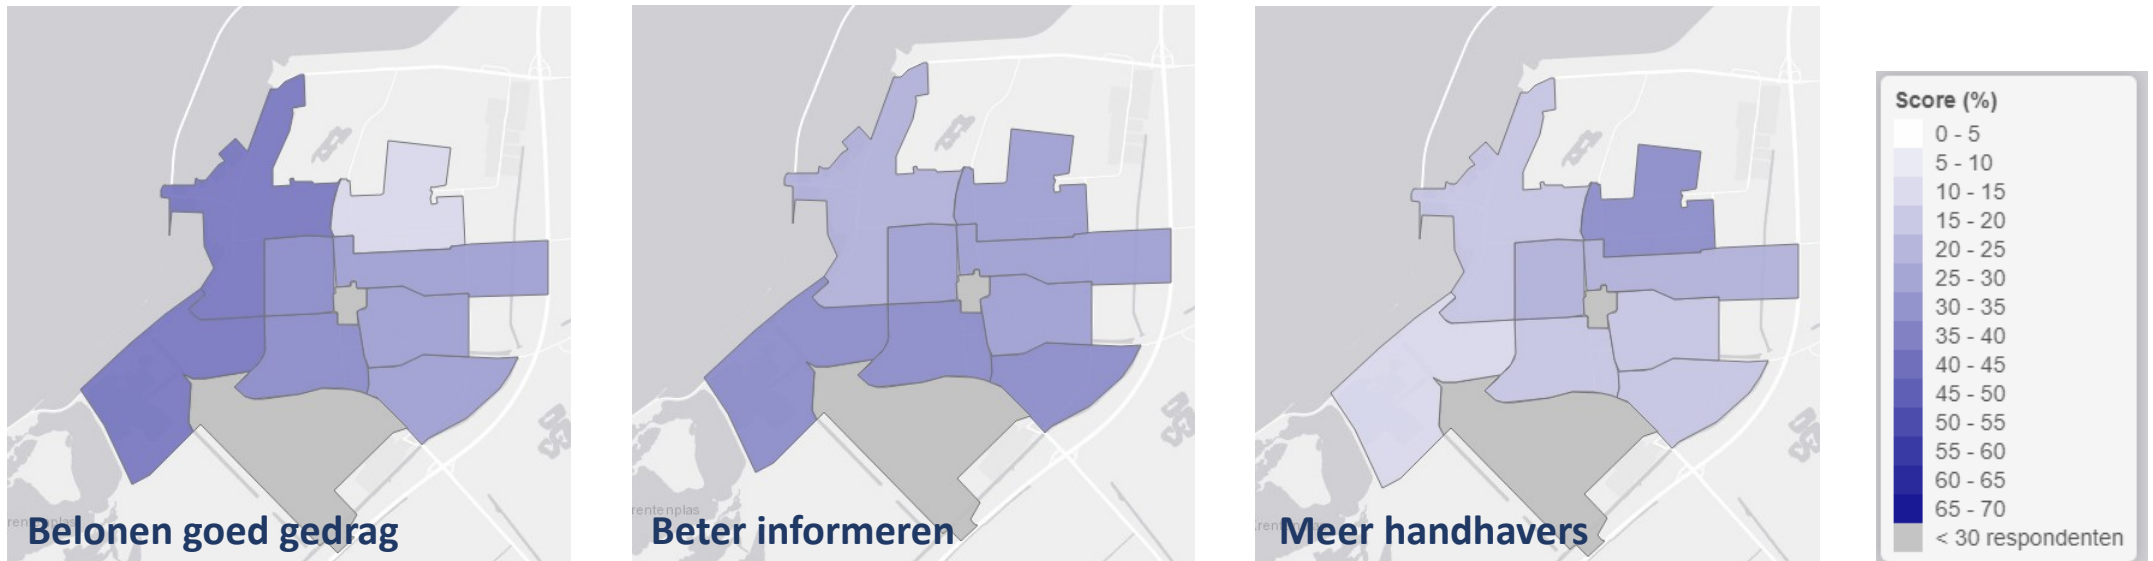 Belonen goed gedrag
rentenplas
Beter informeren
Meer handhavers
Score (%)
0 - 5
5 - 10
10 - 15
15 - 20
20 - 25
25 - 30
30 - 35
35 - 40
40 - 45
45 - 50
50 - 55
55 - 60
60 - 65
65 - 70
< 30 respondenten